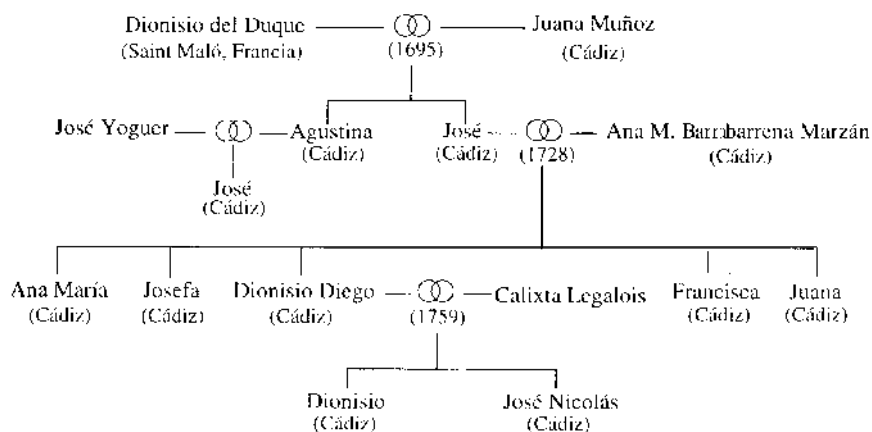 Dionisio del Duque Juana Muñoz
(Saint Maló, Francia) (1695) (Cádiz)
José Yoguer Agustina José Ana M. Barrabarrena Marzán
(Cádiz) (Cádiz) (1728) (Cádiz)
José
(Cádiz)
Ana María Josefa Dionisio Diego Calixta Legalois Francisca Juana
(Cádiz) (Cádiz) (Cádiz) (1759) (Cádiz) (Cádiz)
Dionisio José Nicolás
(Cádiz) (Cádiz)